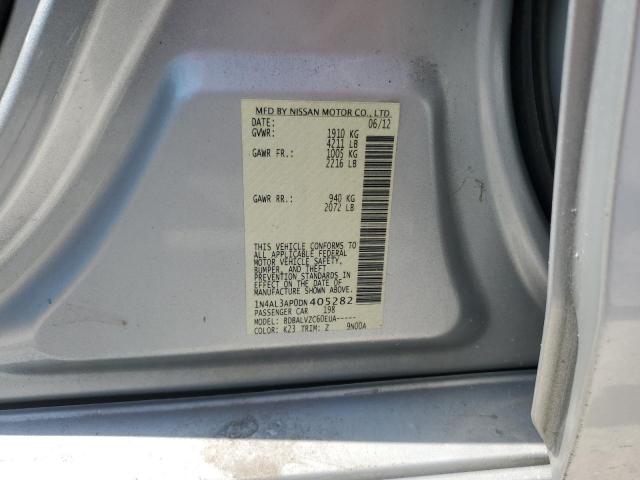 MFD BY NISSAN MOTOR CO., LTD.
DATE: 06/12
GVWR: 1910 KG
4211 LB
GAWR FR.: 1005 KG
2216 LB
GAWR RR.: 940 KG
2072 LB
THIS VEHICLE CONFORMS TO
ALL APPLICABLE FEDERAL
MOTOR VEHICLE SAFETY,
BUMPER, AND THEFT
PREVENTION STANDARDS IN
EFFECT ON THE DATE OF
MANUFACTURE SHOWN ABOVE.
1N4AL3AP0DN405282
PASSENGER CAR 198
MODEL: BDBALVZC60EUA-----
COLOR: K23 TRIM: Z 9N00A